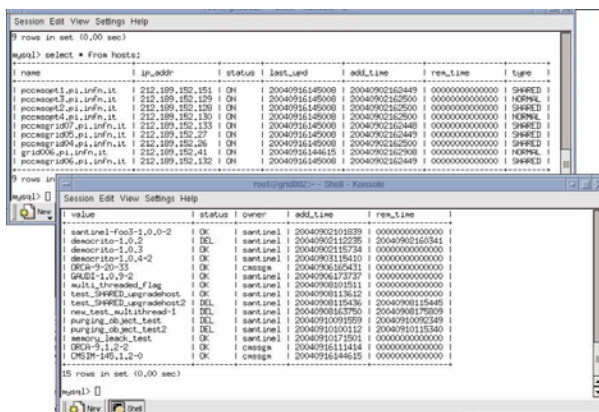 Session Edit View Settings Help
9 rows in set (0,00 sec)
mysql> select * from hosts;
| name | ip_addr | status | last_upd | add_time | rem_time | type |
| pccmsopt1.pi.infn.it | 212.189.152.151 | ON | 20040916145008 | 20040902162449 | 00000000000000 | SHARED |
| pccmsopt3.pi.infn.it | 212.189.152.129 | ON | 20040916145008 | 20040902162500 | 00000000000000 | NORMAL |
| pccmsopt2.pi.infn.it | 212.189.152.128 | ON | 20040916145008 | 20040902162500 | 00000000000000 | NORMAL |
| pccmsopt4.pi.infn.it | 212.189.152.130 | ON | 20040916145008 | 20040902162500 | 00000000000000 | NORMAL |
| pccmsgrid07.pi.infn.it | 212.189.152.133 | ON | 20040916145008 | 20040902162448 | 00000000000000 | SHARED |
| pccmsgrid05.pi.infn.it | 212.189.152.27 | ON | 20040916145008 | 20040902162449 | 00000000000000 | SHARED |
| pccmsgrid04.pi.infn.it | 212.189.152.26 | ON | 20040916145008 | 20040902162500 | 00000000000000 | SHARED |
| grid006.pi.infn.it | 212.189.152.41 | ON | 20040916144615 | 20040902162908 | 00000000000000 | NORMAL |
| pccmsgrid06.pi.infn.it | 212.189.152.132 | ON | 20040916145008 | 20040902162449 | 00000000000000 | SHARED |
9 rows in
mysql>
New
root@grid002:~ - Shell - Konsole
Session Edit View Settings Help
| value | status | owner | add_time | rem_time |
| santinel-foo3-1.0.0-2 | OK | santinel | 20040902101839 | 00000000000000 |
| democrito-1.0.2 | DEL | santinel | 20040902112235 | 20040902160341 |
| democrito-1.0.3 | OK | santinel | 20040902115734 | 00000000000000 |
| democrito-1.0.4-2 | OK | santinel | 20040903115410 | 00000000000000 |
| ORCA-9-20-33 | OK | cmssgm | 20040906165431 | 00000000000000 |
| GAUDI-1.0.9-2 | OK | santinel | 20040906173737 | 00000000000000 |
| multi_threaded_flag | OK | santinel | 20040908101511 | 00000000000000 |
| test_SHARED_upgradehost | OK | santinel | 20040908113612 | 00000000000000 |
| test_SHARED_upgradehost2 | DEL | santinel | 20040908115436 | 20040908115445 |
| new_test_multithread-1 | DEL | santinel | 20040908163750 | 20040908175809 |
| purging_object_test | DEL | santinel | 20040910091559 | 20040910092349 |
| purging_object_test2 | DEL | santinel | 20040910100112 | 20040910115340 |
| memory_leack_test | OK | santinel | 20040910171501 | 00000000000000 |
| ORCA-9.1.2-2 | OK | cmssgm | 20040916111414 | 00000000000000 |
| CMSIM-145.1.2-0 | OK | cmssgm | 20040916144615 | 00000000000000 |
15 rows in set (0,00 sec)
mysql>
New Shell